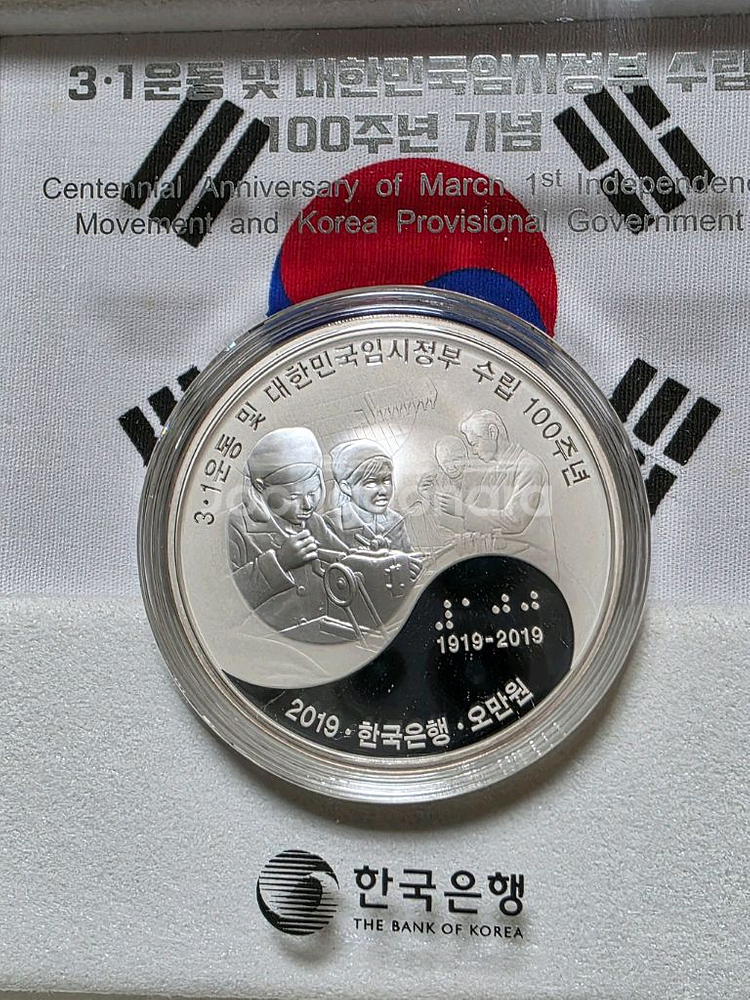 3·1운동 및 대한민국임시정부 수립
100주년 기념
Centennial Anniversary of March 1st Independenc
Movement and Korea Provisional Government
3·1운동 및 대한민국임시정부 수립 100주년
1919-2019
2019·한국은행·오만원
한국은행
THE BANK OF KOREA